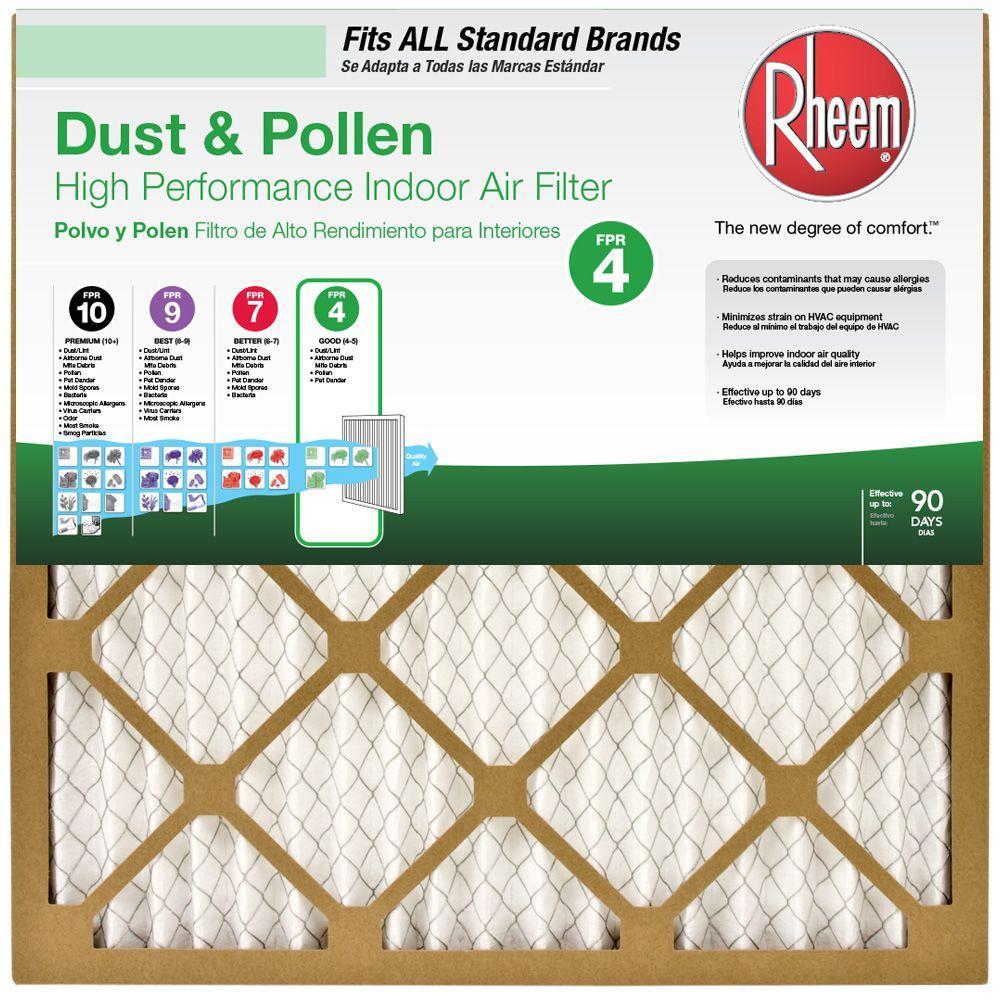 Fits ALL Standard Brands
Se Adapta a Todas las Marcas Estándar
Rheem®
Dust & Pollen
High Performance Indoor Air Filter
Polvo y Polen Filtro de Alto Rendimiento para Interiores
FPR
4
The new degree of comfort.™
· Reduces contaminants that may cause allergies
Reduce los contaminantes que pueden causar alérgias
· Minimizes strain on HVAC equipment
Reduce al mínimo el trabajo del equipo de HVAC
· Helps improve indoor air quality
Ayuda a mejorar la calidad del aire interior
· Effective up to 90 days
Efectivo hasta 90 días
FPR
10
PREMIUM (10+)
• Dust/Lint
• Airborne Dust
Mite Debris
• Pollen
• Pet Dander
• Mold Spores
• Bacteria
• Microscopic Allergens
• Virus Carriers
• Odor
• Most Smoke
• Smog Particles
FPR
9
BEST (8-9)
• Dust/Lint
• Airborne Dust
Mite Debris
• Pollen
• Pet Dander
• Mold Spores
• Bacteria
• Microscopic Allergens
• Virus Carriers
• Most Smoke
FPR
7
BETTER (6-7)
• Dust/Lint
• Airborne Dust
Mite Debris
• Pollen
• Pet Dander
• Mold Spores
• Bacteria
FPR
4
GOOD (4-5)
• Dust/Lint
• Airborne Dust
Mite Debris
• Pollen
• Pet Dander
Quality
Air
Effective
up to:
Efectivo
hasta:
90
DAYS
DIAS